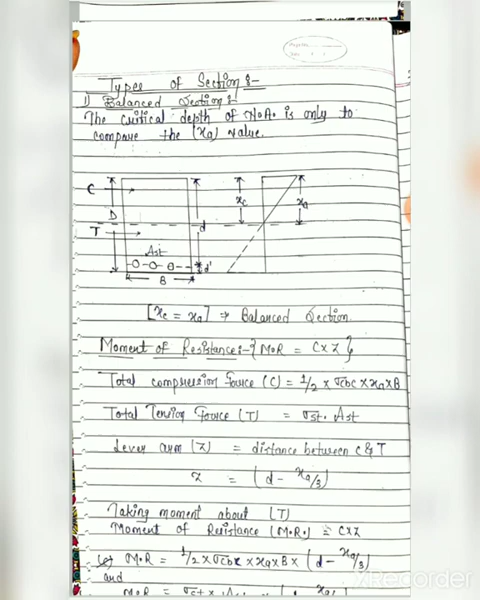 Types of Section :-
1) Balanced Section :-
The critical depth of N.A. is only to
compare the (xa) value.
C
D
T
Ast
B
d
d'
xc
xa
[xc = xa] → Balanced Section.
Moment of Resistance :- { M.R = C x Z }
Total compression force (C) = 1/2 x σcbc x xa x B
Total Tension force (T) = σst. Ast
Lever arm (Z) = distance between C & T
Z = (d - xa/3)
Taking moment about (T)
Moment of Resistance (M.R.) = C x Z
(c) M.R = 1/2 x σcbc x xa x B x (d - xa/3)
and
XRecorder